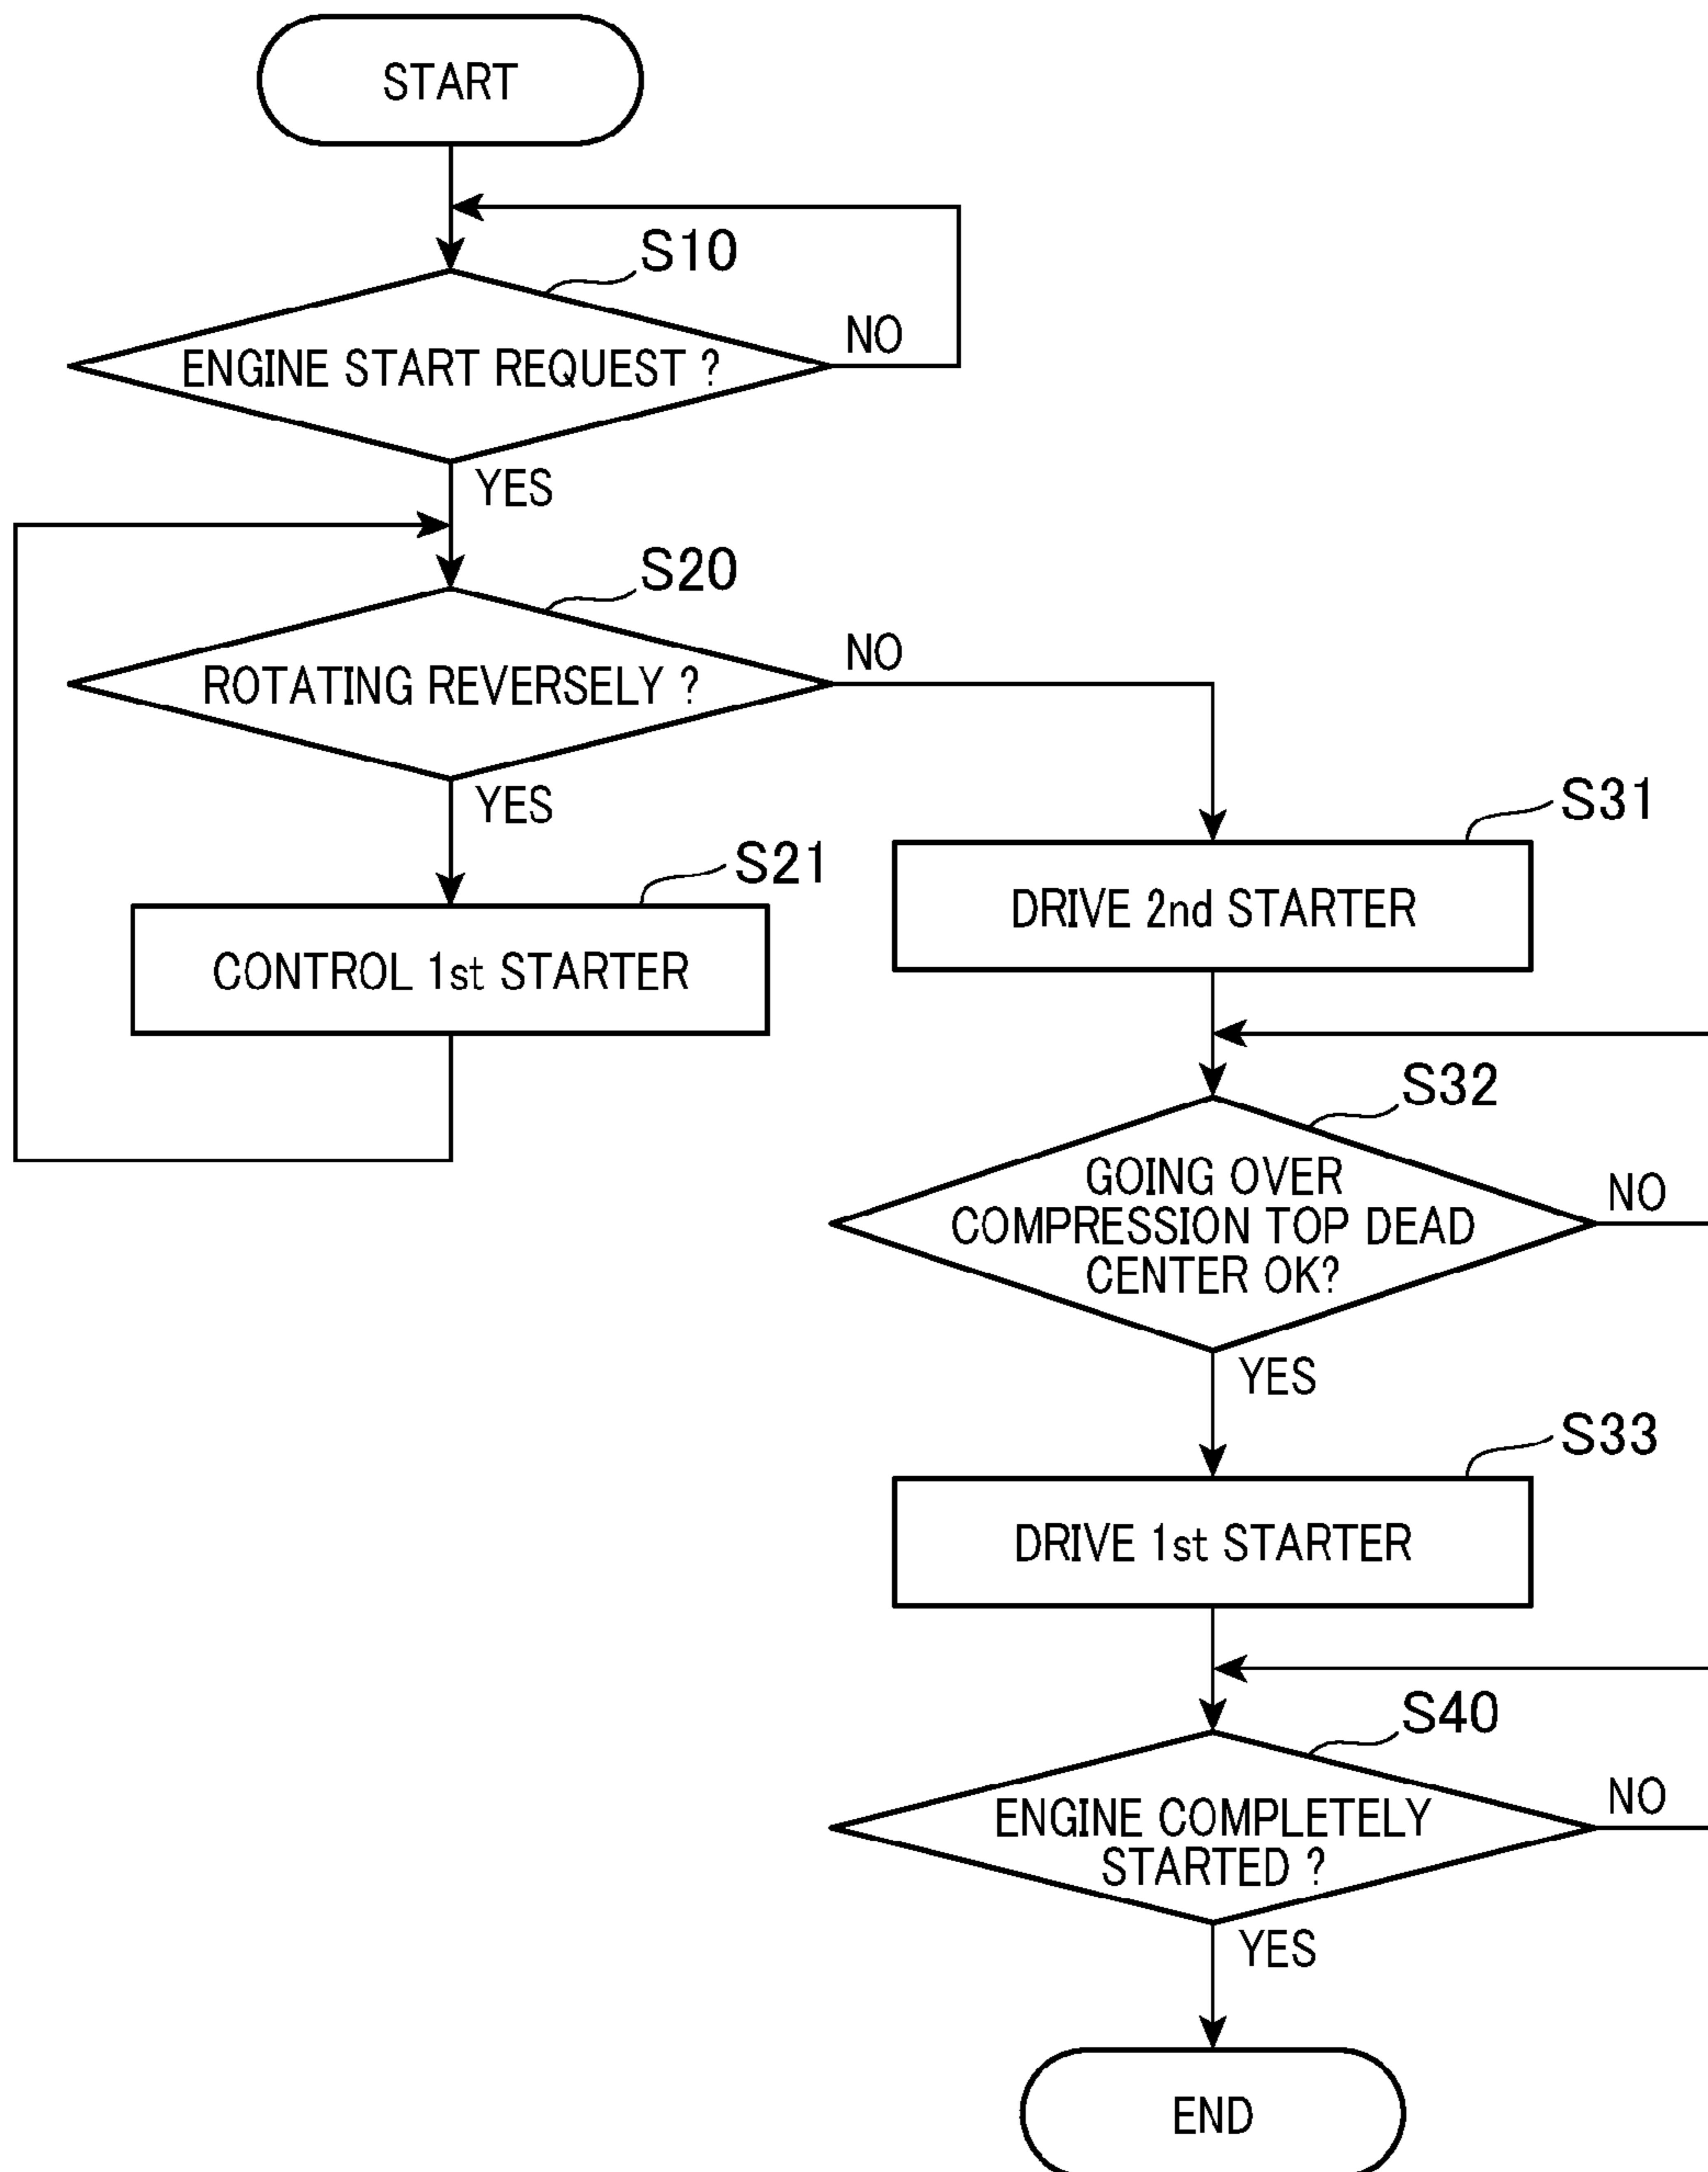 START
S10
ENGINE START REQUEST ?
NO
YES
S20
ROTATING REVERSELY ?
NO
YES
S21
CONTROL 1st STARTER
S31
DRIVE 2nd STARTER
S32
GOING OVER
COMPRESSION TOP DEAD
CENTER OK?
NO
YES
S33
DRIVE 1st STARTER
S40
ENGINE COMPLETELY
STARTED ?
NO
YES
END